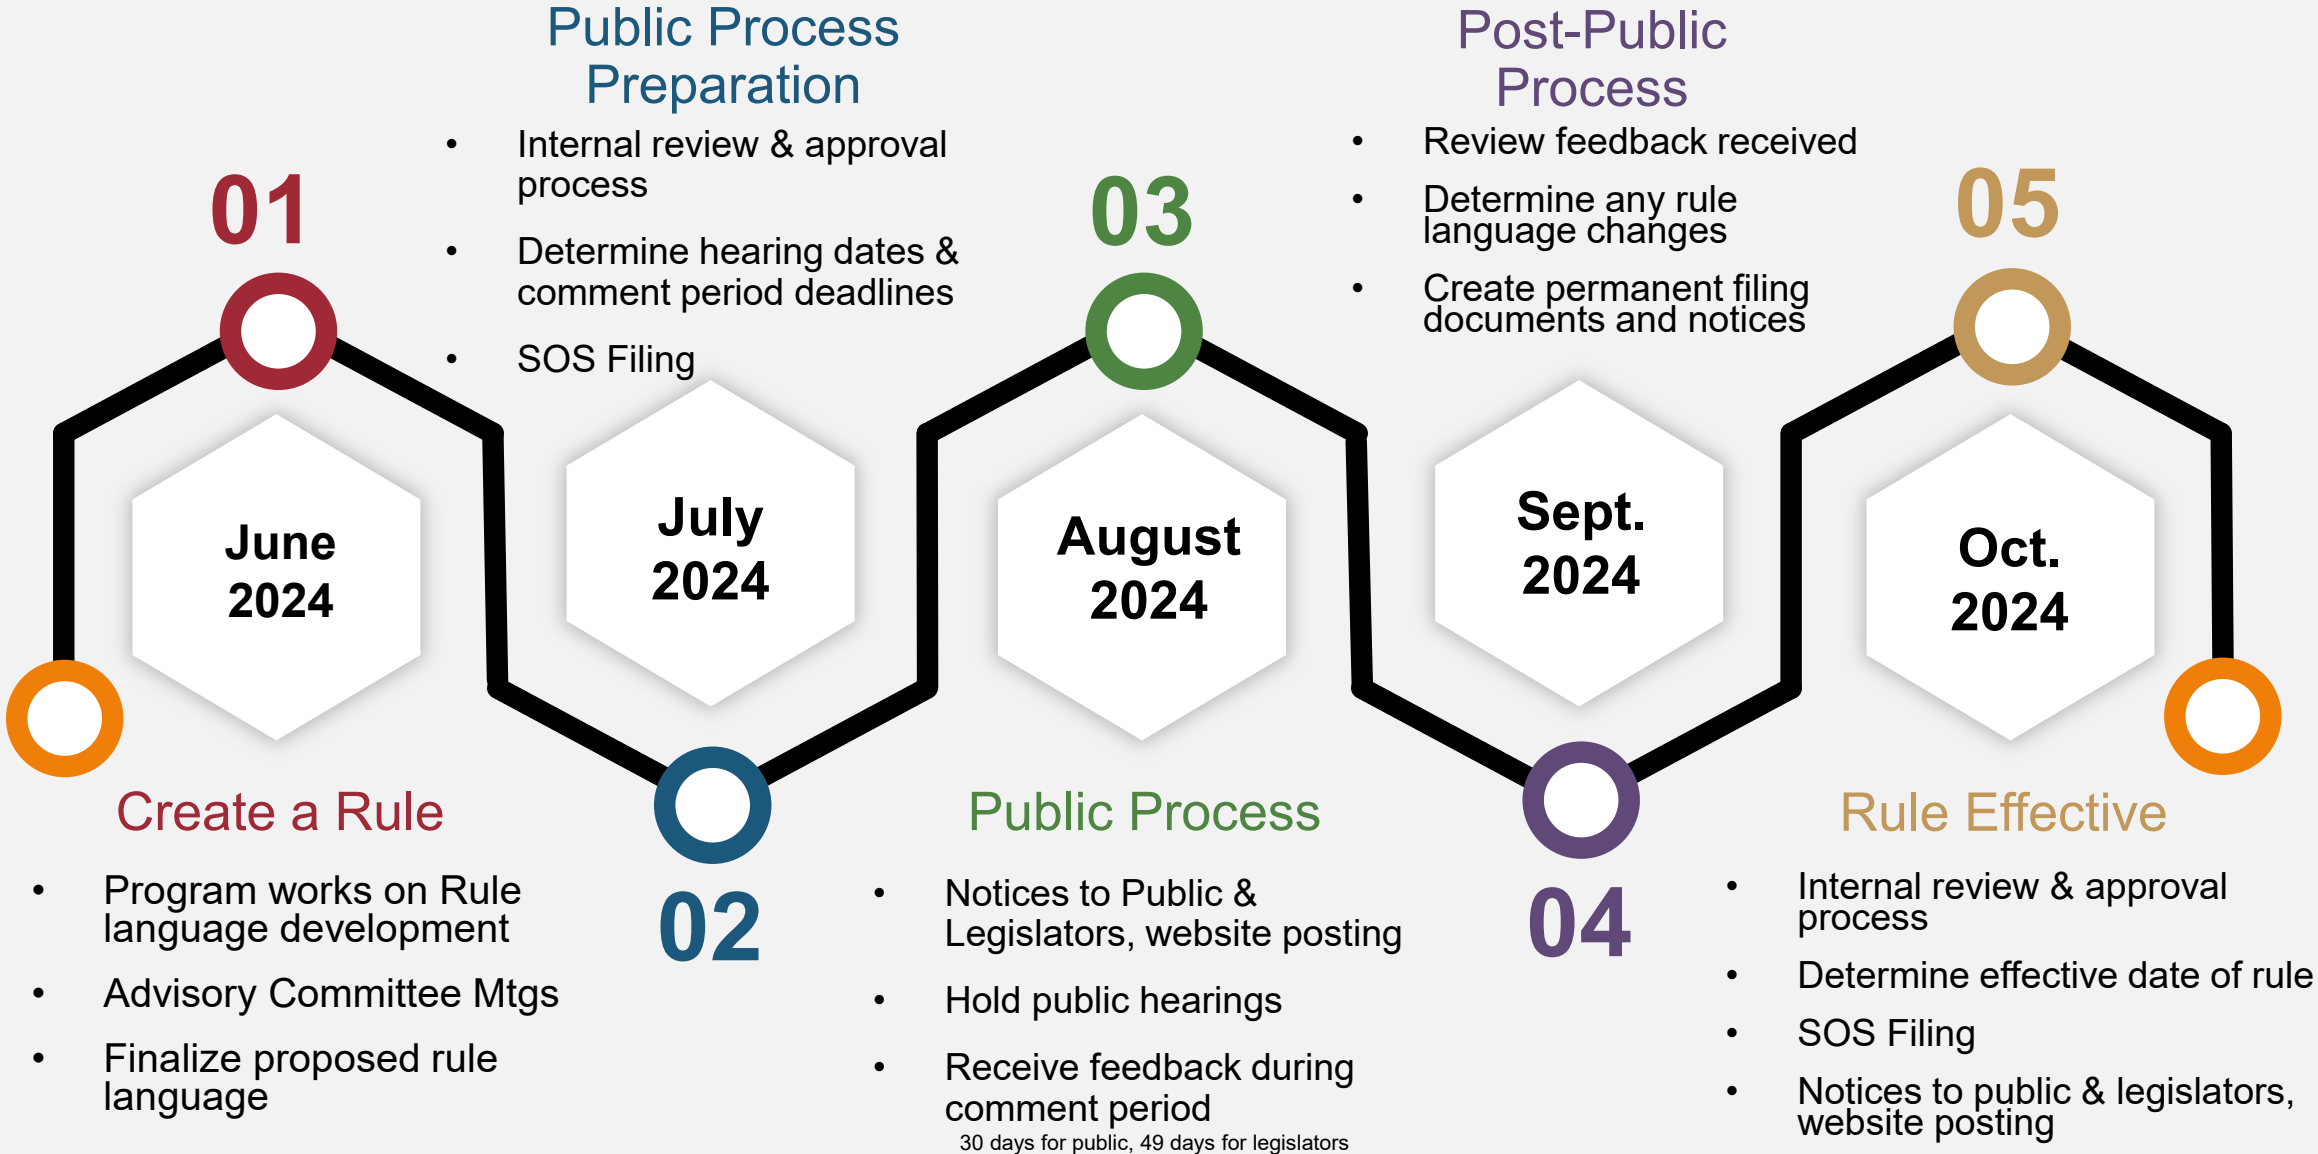 01
June
2024
Create a Rule
• Program works on Rule
language development
• Advisory Committee Mtgs
• Finalize proposed rule
language
Public Process
Preparation
• Internal review & approval
process
• Determine hearing dates &
comment period deadlines
• SOS Filing
July
2024
02
03
August
2024
Public Process
• Notices to Public &
Legislators, website posting
• Hold public hearings
• Receive feedback during
comment period
30 days for public, 49 days for legislators
Post-Public
Process
• Review feedback received
• Determine any rule
language changes
• Create permanent filing
documents and notices
Sept.
2024
04
05
Oct.
2024
Rule Effective
• Internal review & approval
process
• Determine effective date of rule
• SOS Filing
• Notices to public & legislators,
website posting